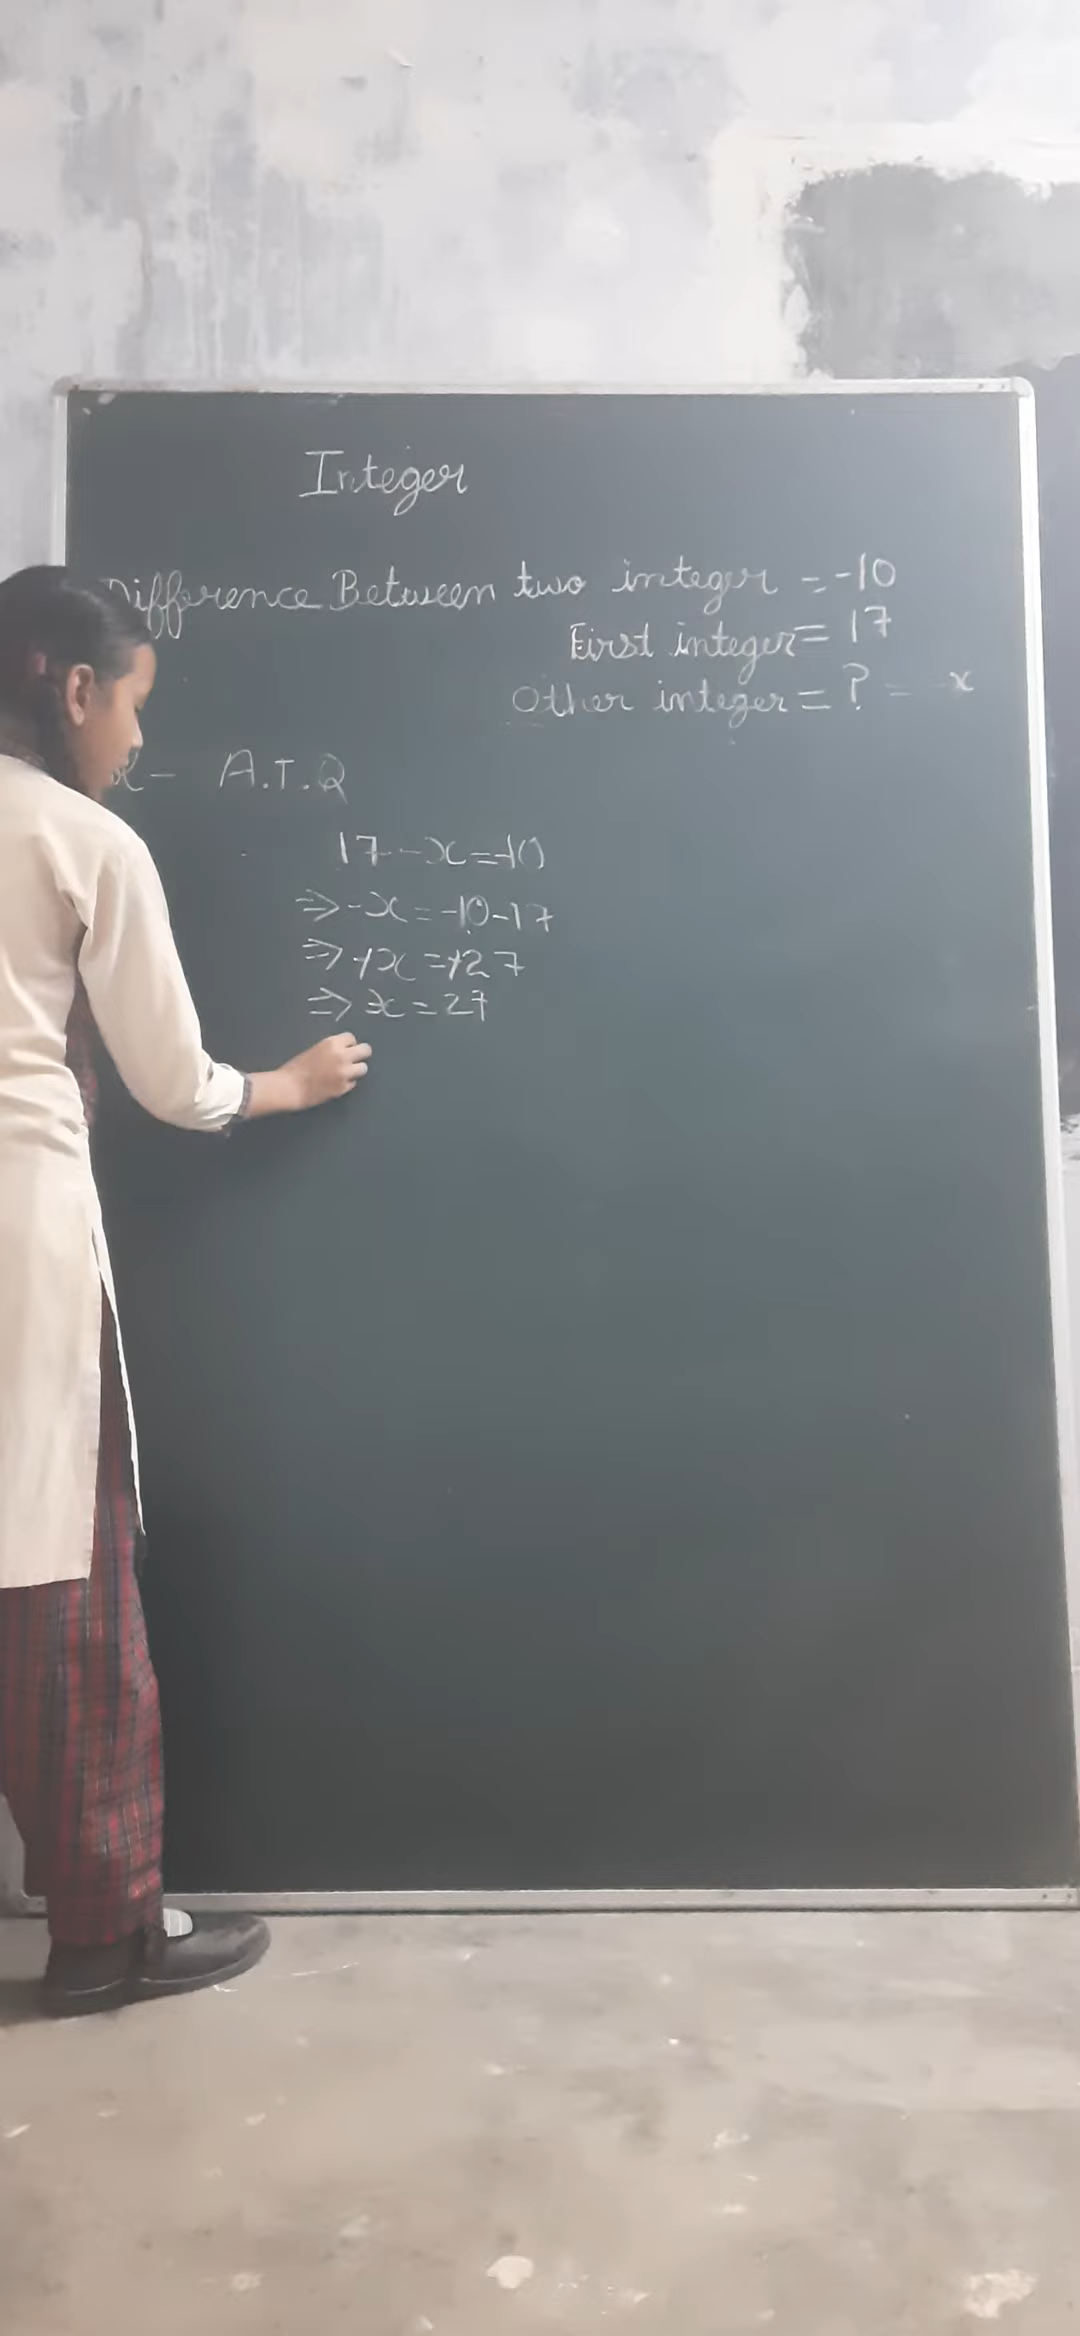 Integer
Difference Between two integer = -10
First integer = 17
Other integer = ? = x
A.T.Q
17 - x = -10
⇒ -x = -10 - 17
⇒ +x = +27
⇒ x = 27